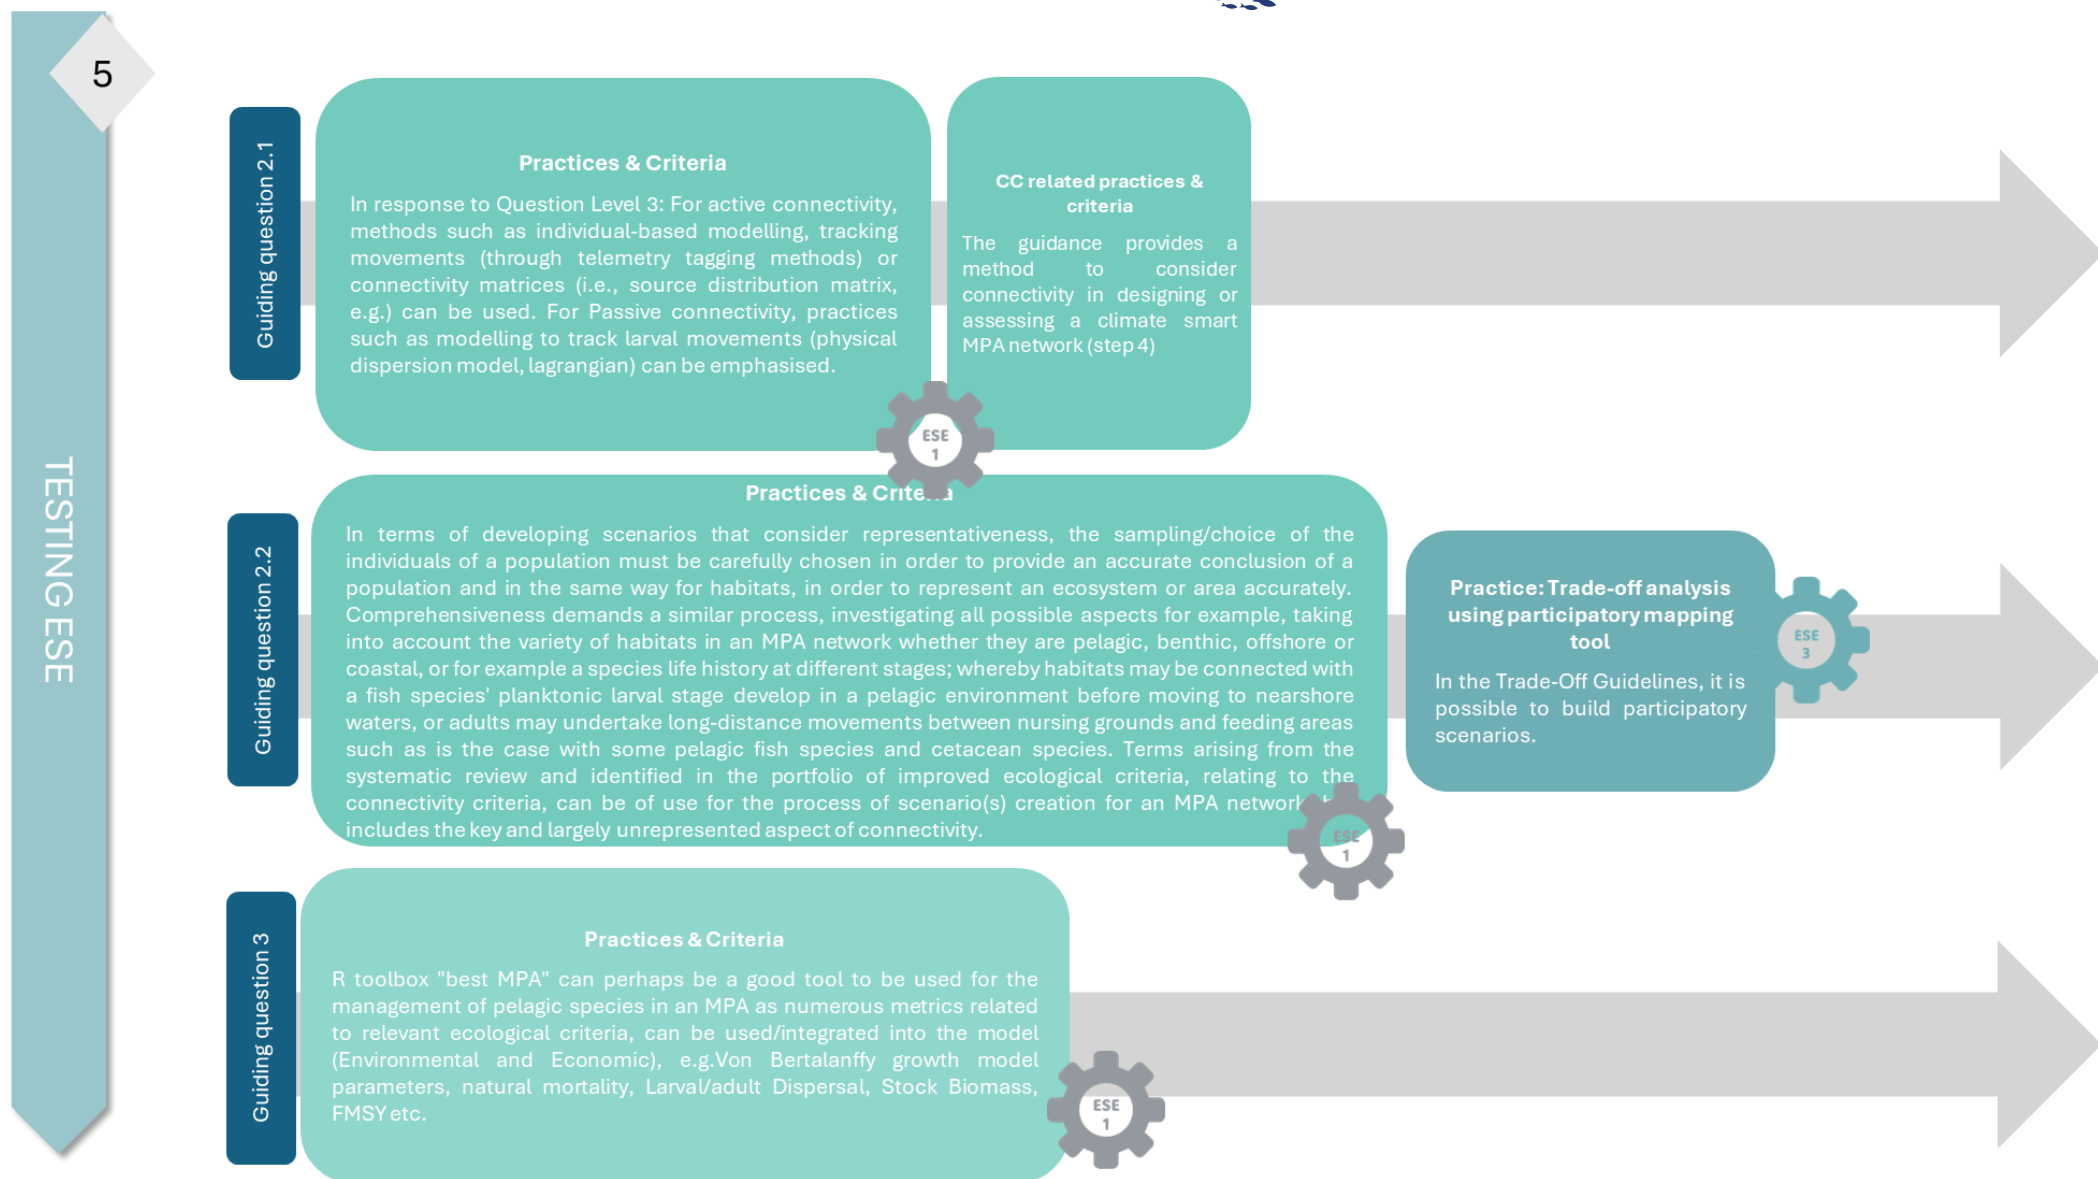 5
TESTING ESE
Guiding question 2.1
Practices & Criteria
In response to Question Level 3: For active connectivity,
methods such as individual-based modelling, tracking
movements (through telemetry tagging methods) or
connectivity matrices (i.e., source distribution matrix,
e.g.) can be used. For Passive connectivity, practices
such as modelling to track larval movements (physical
dispersion model, lagrangian) can be emphasised.
CC related practices &
criteria
The guidance provides a
method to consider
connectivity in designing or
assessing a climate smart
MPA network (step 4)
ESE
1
Guiding question 2.2
Practices & Criteria
In terms of developing scenarios that consider representativeness, the sampling/choice of the
individuals of a population must be carefully chosen in order to provide an accurate conclusion of a
population and in the same way for habitats, in order to represent an ecosystem or area accurately.
Comprehensiveness demands a similar process, investigating all possible aspects for example, taking
into account the variety of habitats in an MPA network whether they are pelagic, benthic, offshore or
coastal, or for example a species life history at different stages; whereby habitats may be connected with
a fish species' planktonic larval stage develop in a pelagic environment before moving to nearshore
waters, or adults may undertake long-distance movements between nursing grounds and feeding areas
such as is the case with some pelagic fish species and cetacean species. Terms arising from the
systematic review and identified in the portfolio of improved ecological criteria, relating to the
connectivity criteria, can be of use for the process of scenario(s) creation for an MPA network
includes the key and largely unrepresented aspect of connectivity.
ESE
1
Practice: Trade-off analysis
using participatory mapping
tool
In the Trade-Off Guidelines, it is
possible to build participatory
scenarios.
ESE
3
Guiding question 3
Practices & Criteria
R toolbox "best MPA" can perhaps be a good tool to be used for the
management of pelagic species in an MPA as numerous metrics related
to relevant ecological criteria, can be used/integrated into the model
(Environmental and Economic), e.g.Von Bertalanffy growth model
parameters, natural mortality, Larval/adult Dispersal, Stock Biomass,
FMSY etc.
ESE
1